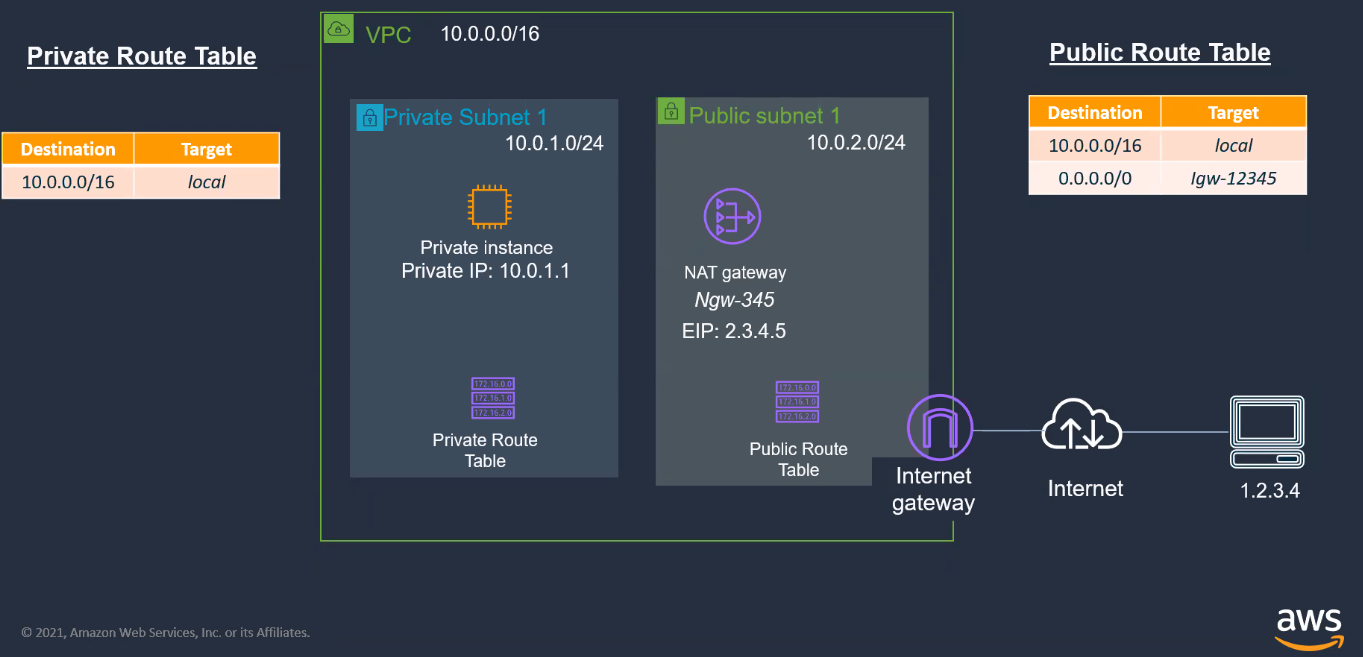 Private Route Table
Destination Target
10.0.0.0/16 local
VPC 10.0.0.0/16
Private Subnet 1
10.0.1.0/24
Private instance
Private IP: 10.0.1.1
172.16.0.0
172.16.1.0
172.16.2.0
Private Route
Table
Public subnet 1
10.0.2.0/24
NAT gateway
Ngw-345
EIP: 2.3.4.5
172.16.0.0
172.16.1.0
172.16.2.0
Public Route
Table
Internet
gateway
Internet
1.2.3.4
Public Route Table
Destination Target
10.0.0.0/16 local
0.0.0.0/0 Igw-12345
© 2021, Amazon Web Services, Inc. or its Affiliates.
aws